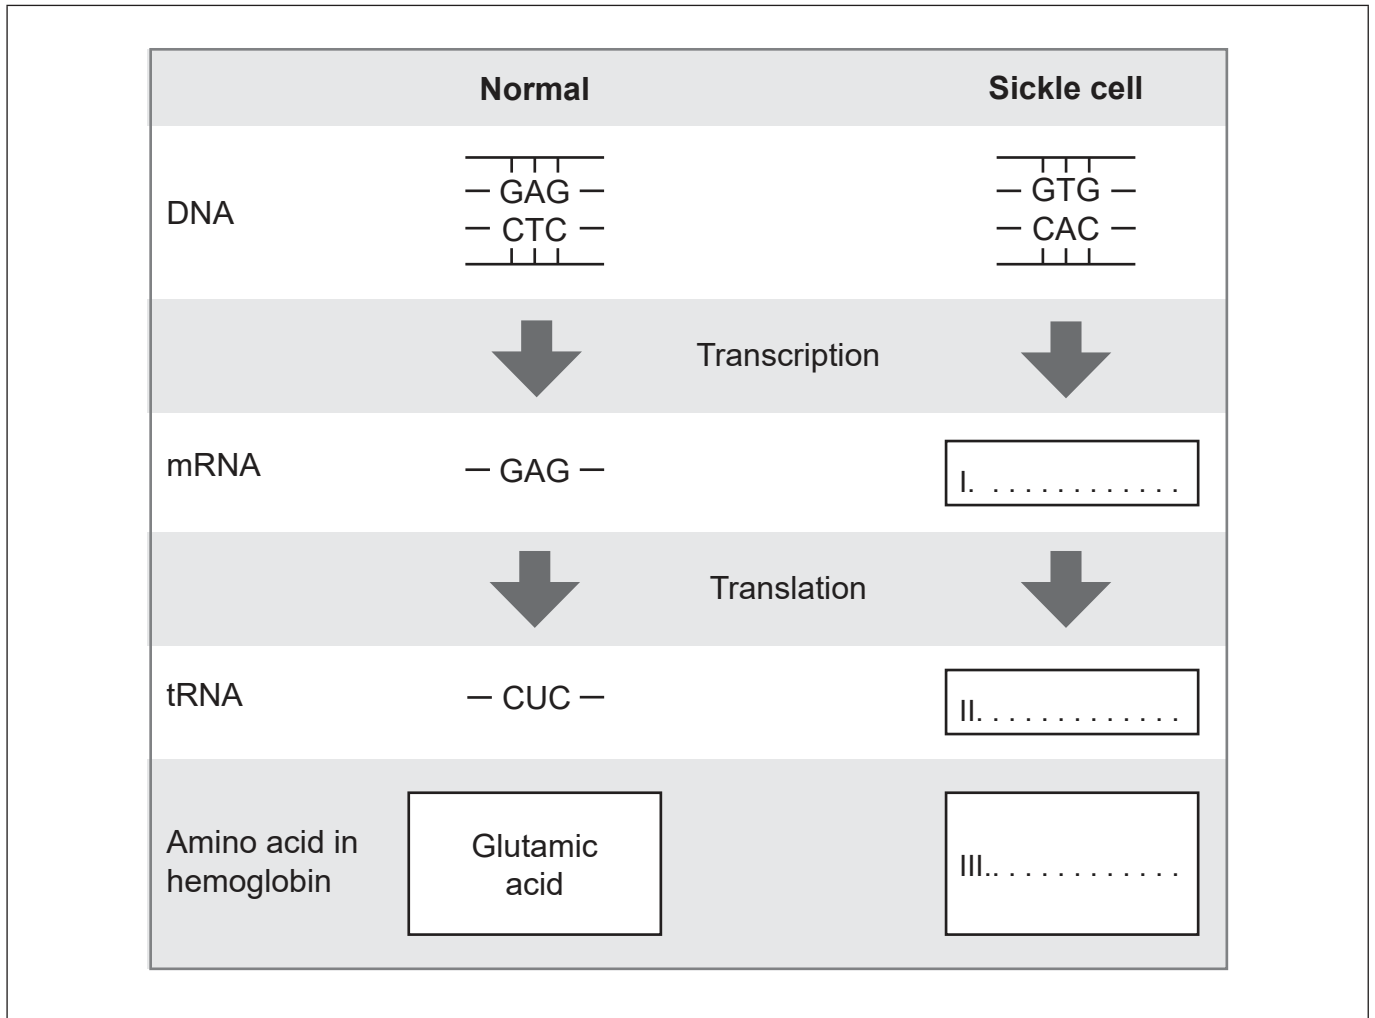 Normal Sickle cell
DNA
GAG GTG
CTC CAC
Transcription
mRNA – GAG – I. . . . . . . . . . . . .
Translation
tRNA – CUC – II. . . . . . . . . . . . .
Amino acid in
hemoglobin
Glutamic
acid
III.. . . . . . . . . . . .